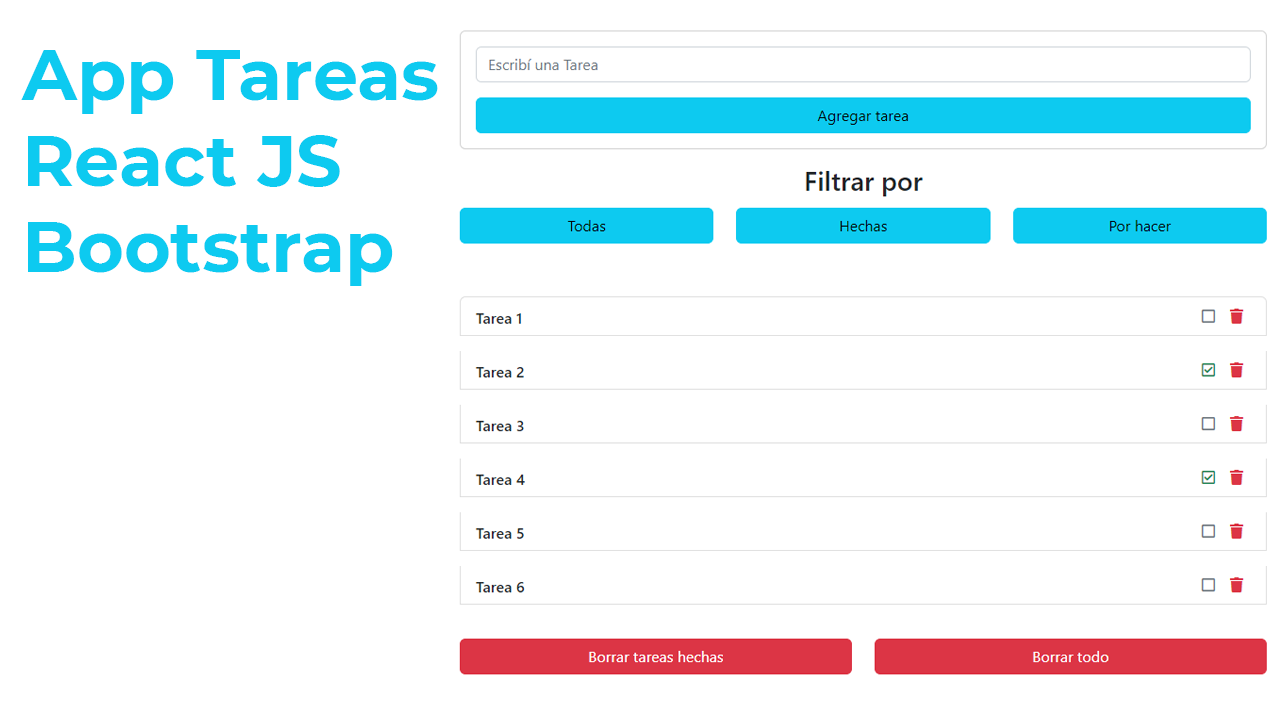 App Tareas
React JS
Bootstrap
Escribí una Tarea
Agregar tarea
Filtrar por
Todas
Hechas
Por hacer
Tarea 1
Tarea 2
Tarea 3
Tarea 4
Tarea 5
Tarea 6
Borrar tareas hechas
Borrar todo